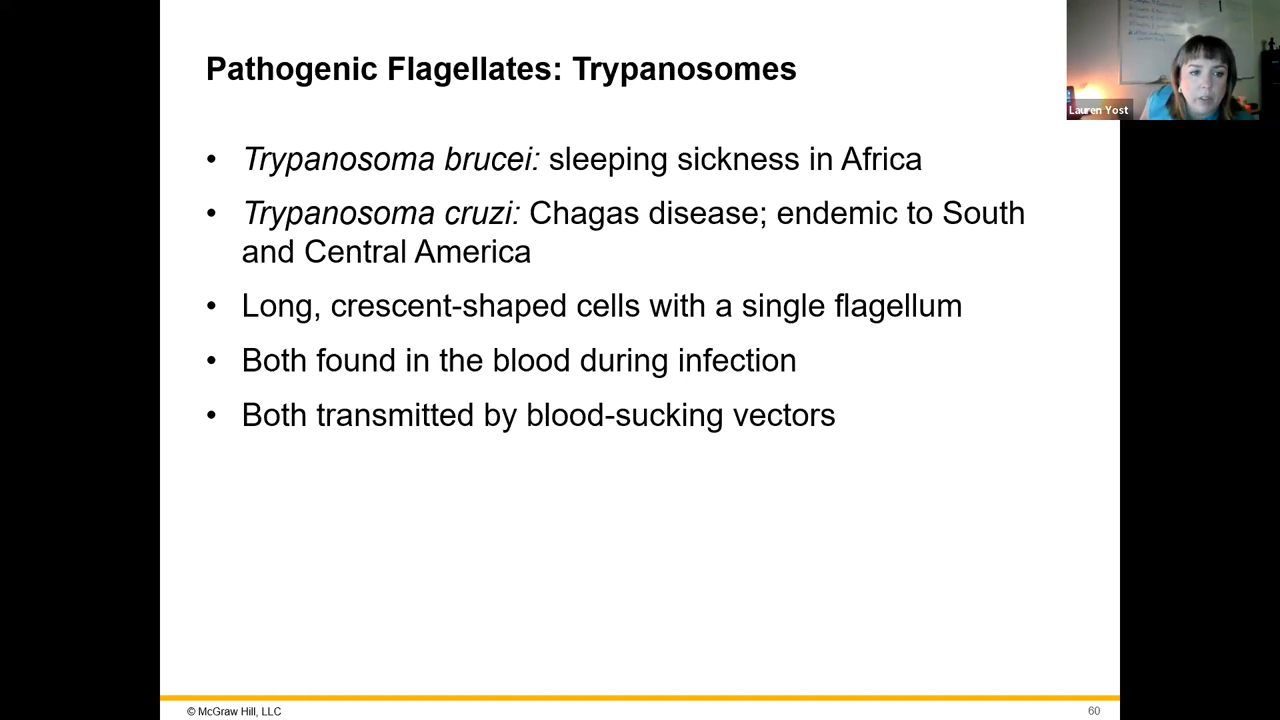 Pathogenic Flagellates: Trypanosomes
Lauren Yost
• Trypanosoma brucei: sleeping sickness in Africa
• Trypanosoma cruzi: Chagas disease; endemic to South
and Central America
• Long, crescent-shaped cells with a single flagellum
• Both found in the blood during infection
• Both transmitted by blood-sucking vectors
© McGraw Hill, LLC
60